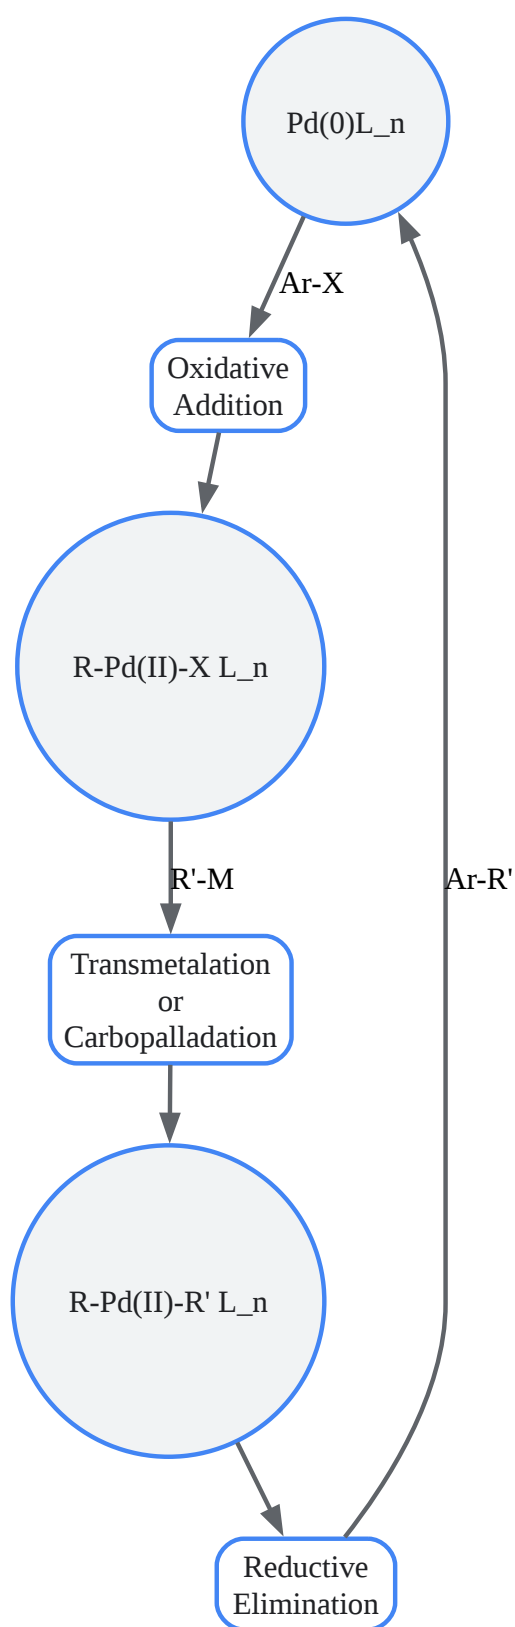 Pd(0)L_n
Ar-X
Oxidative
Addition
R-Pd(II)-X L_n
R'-M
Ar-R'
Transmetalation
or
Carbopalladation
R-Pd(II)-R' L_n
Reductive
Elimination